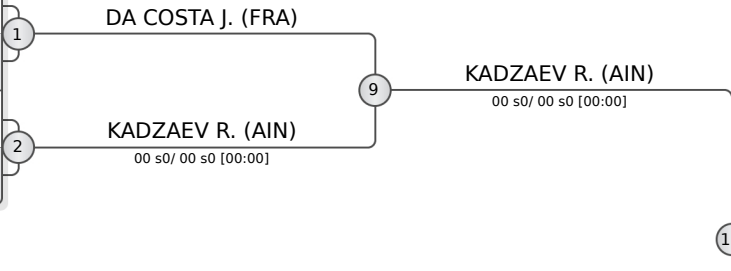 DA COSTA J. (FRA)
1
9
KADZAEV R. (AIN)
00 s0/ 00 s0 [00:00]
KADZAEV R. (AIN)
2
00 s0/ 00 s0 [00:00]